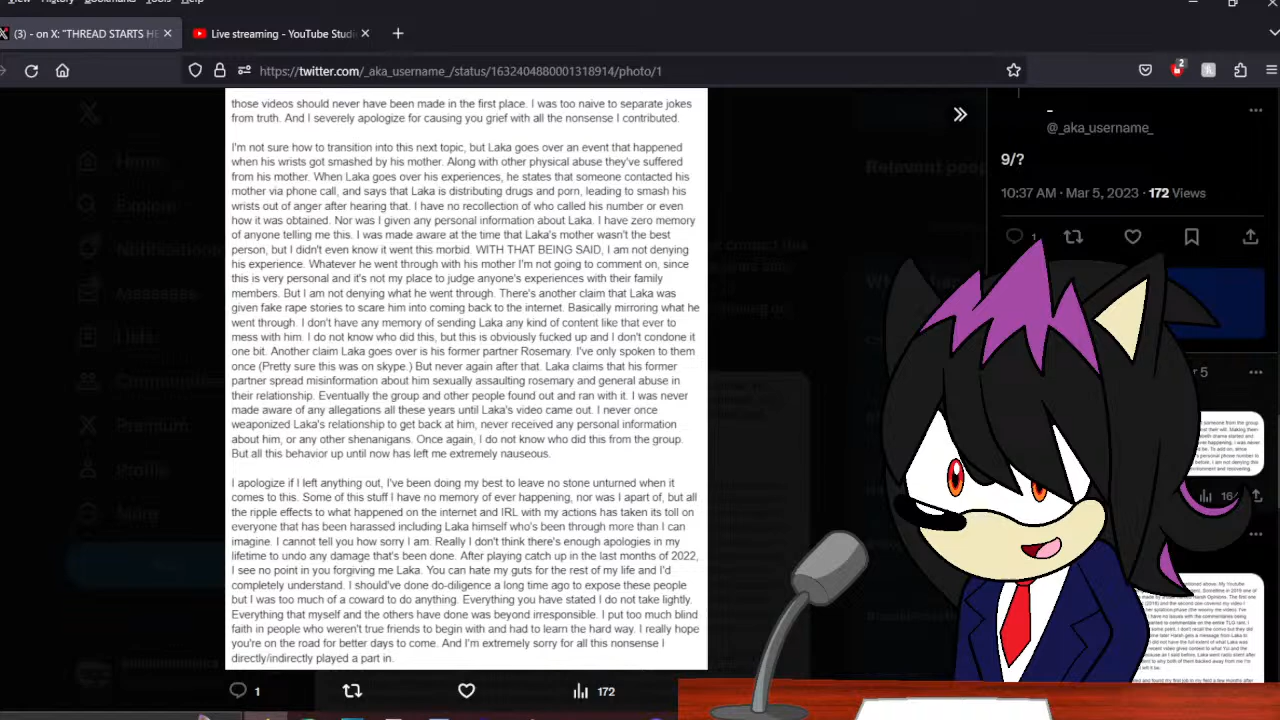 View History Bookmarks Tools Help
(3) - on X: "THREAD STARTS HE
Live streaming - YouTube Studi
https://twitter.com/_aka_username_/status/1632404880001318914/photo/1
2
those videos should never have been made in the first place. I was too naive to separate jokes
from truth. And I severely apologize for causing you grief with all the nonsense I contributed.
I'm not sure how to transition into this next topic, but Laka goes over an event that happened
when his wrists got smashed by his mother. Along with other physical abuse they've suffered
from his mother. When Laka goes over his experiences, he states that someone contacted his
mother via phone call, and says that Laka is distributing drugs and porn, leading to smash his
wrists out of anger after hearing that. I have no recollection of who called his number or even
how it was obtained. Nor was I given any personal information about Laka. I have zero memory
of anyone telling me this. I was made aware at the time that Laka's mother wasn't the best
person, but I didn't even know it went this morbid. WITH THAT BEING SAID, I am not denying
his experience. Whatever he went through with his mother I'm not going to comment on, since
this is very personal and it's not my place to judge anyone's experiences with their family
members. But I am not denying what he went through. There's another claim that Laka was
given fake rape stories to scare him into coming back to the internet. Basically mirroring what he
went through. I don't have any memory of sending Laka any kind of content like that ever to
mess with him. I do not know who did this, but this is obviously fucked up and I don't condone it
one bit. Another claim Laka goes over is his former partner Rosemary. I've only spoken to them
once (Pretty sure this was on skype.) But never again after that. Laka claims that his former
partner spread misinformation about him sexually assaulting rosemary and general abuse in
their relationship. Eventually the group and other people found out and ran with it. I was never
made aware of any allegations all these years until Laka's video came out. I never once
weaponized Laka's relationship to get back at him, never received any personal information
about him, or any other shenanigans. Once again, I do not know who did this from the group.
But all this behavior up until now has left me extremely nauseous.
I apologize if I left anything out, I've been doing my best to leave no stone unturned when it
comes to this. Some of this stuff I have no memory of ever happening, nor was I apart of, but all
the ripple effects to what happened on the internet and IRL with my actions has taken its toll on
everyone that has been harassed including Laka himself who's been through more than I can
imagine. I cannot tell you how sorry I am. Really I don't think there's enough apologies in my
lifetime to undo any damage that's been done. After playing catch up in the last months of 2022,
I see no point in you forgiving me Laka. You can hate my guts for the rest of my life and I'd
completely understand. I should've done do-diligence a long time ago to expose these people
but I was too much of a coward to do anything. Everything you have stated I do not take lightly.
Everything that myself and the others have done was beyond irresponsible. I put too much blind
faith in people who weren't true friends to begin with and had to learn the hard way. I really hope
you're on the road for better days to come. And I'm extremely sorry for all this nonsense I
directly/indirectly played a part in.
1
172
-
@_aka_username_
9/?
10:37 AM · Mar 5, 2023 · 172 Views
1
Home
Explore
Notifications
Messages
Lists
Communities
Premium
Profile
More
Relevant peop
r 5
16